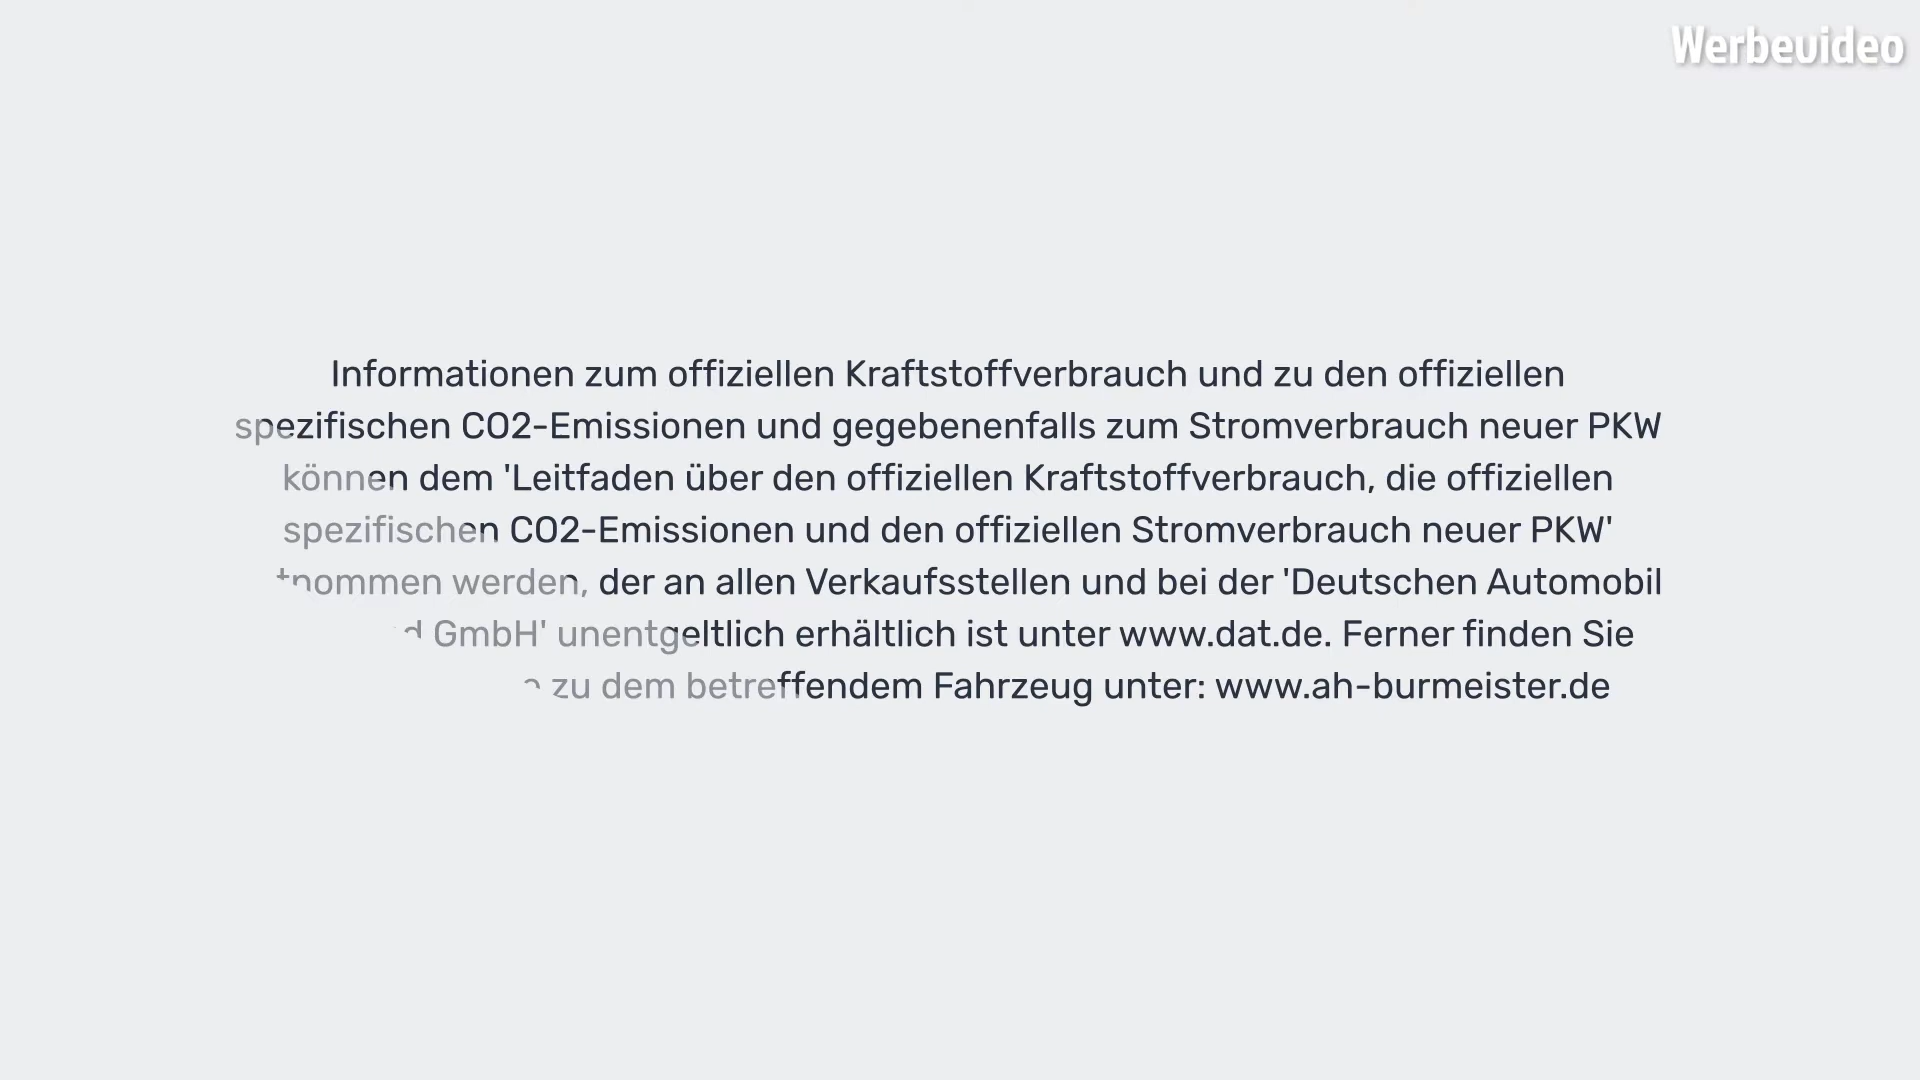 Werbevideo
Informationen zum offiziellen Kraftstoffverbrauch und zu den offiziellen
spezifischen CO2-Emissionen und gegebenenfalls zum Stromverbrauch neuer PKW
können dem 'Leitfaden über den offiziellen Kraftstoffverbrauch, die offiziellen
spezifischen CO2-Emissionen und den offiziellen Stromverbrauch neuer PKW'
werden, der an allen Verkaufsstellen und bei der 'Deutschen Automobil
GmbH' unentgeltlich erhältlich ist unter www.dat.de. Ferner finden Sie
zu dem betreffendem Fahrzeug unter: www.ah-burmeister.de